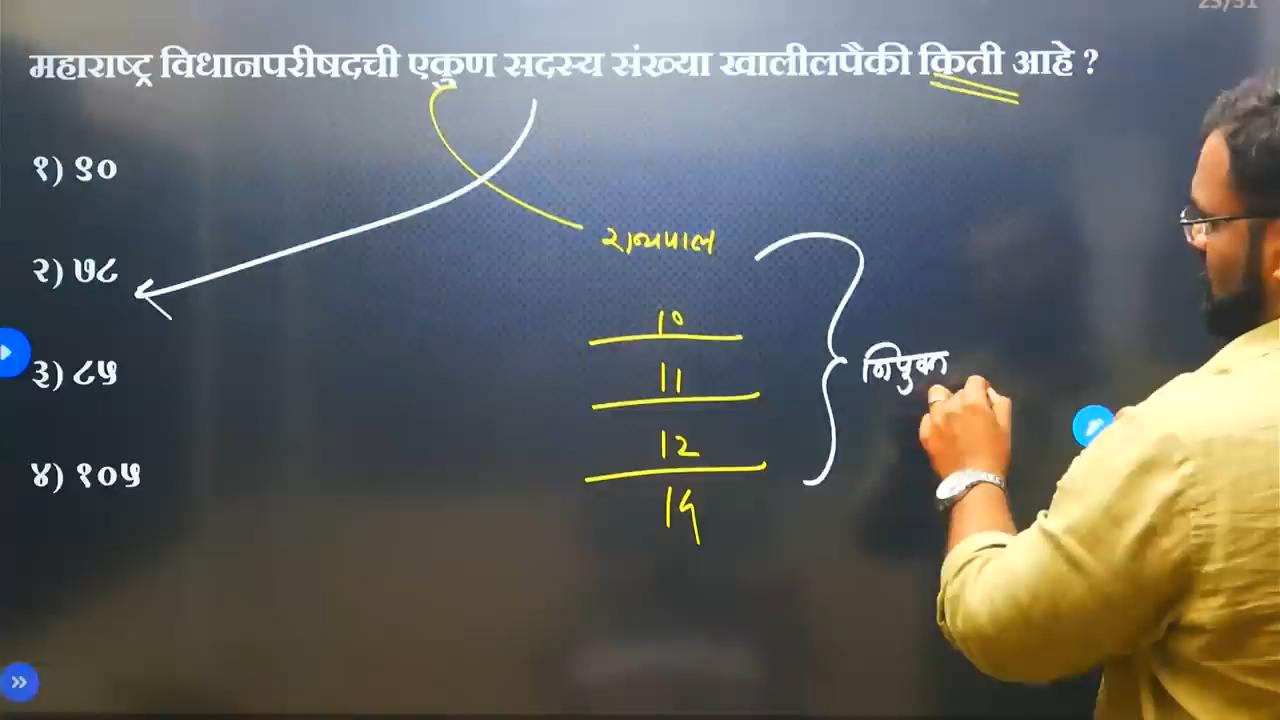 महाराष्ट्र विधानपरीषदची एकुण सदस्य संख्या खालीलपैकी किती आहे ?
१) ९०
२) ७८
राज्यपाल
10
11
नियुक्त
३) ८५
12
४) १०५